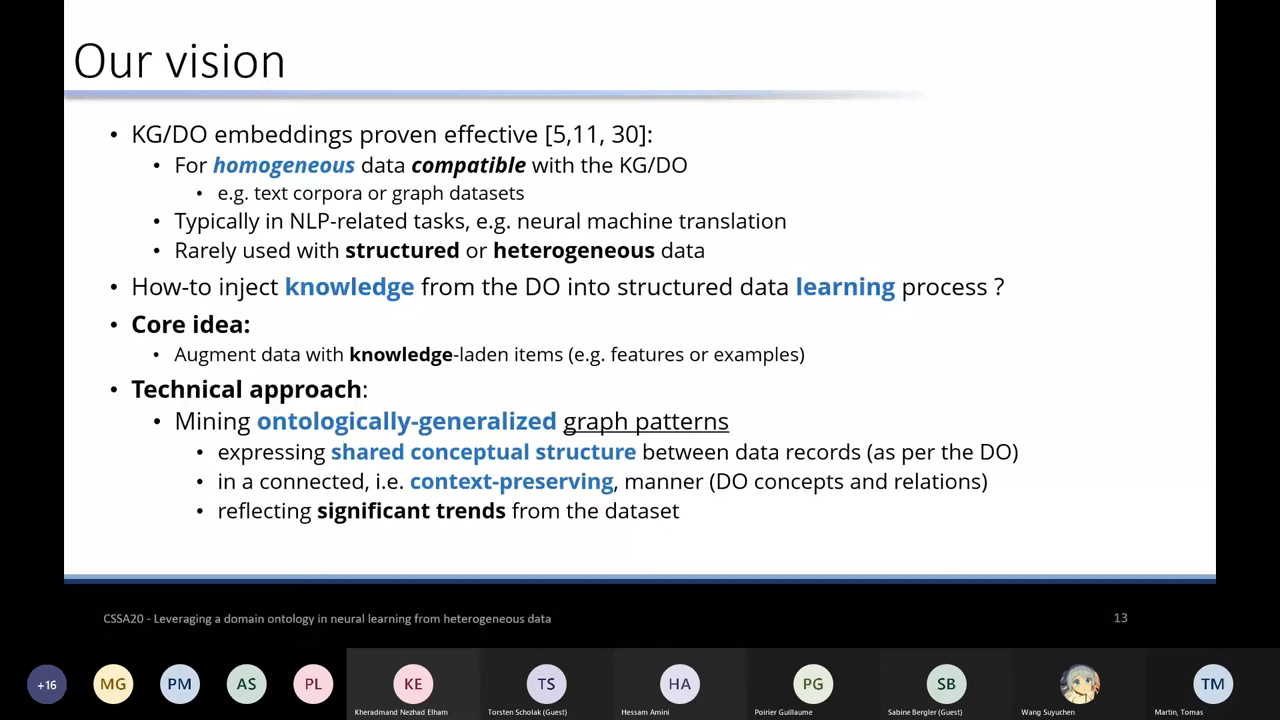 Our vision
• KG/DO embeddings proven effective [5,11, 30]:
• For homogeneous data compatible with the KG/DO
• e.g. text corpora or graph datasets
• Typically in NLP-related tasks, e.g. neural machine translation
• Rarely used with structured or heterogeneous data
• How-to inject knowledge from the DO into structured data learning process ?
• Core idea:
• Augment data with knowledge-laden items (e.g. features or examples)
• Technical approach:
• Mining ontologically-generalized graph patterns
• expressing shared conceptual structure between data records (as per the DO)
• in a connected, i.e. context-preserving, manner (DO concepts and relations)
• reflecting significant trends from the dataset
CSSA20 - Leveraging a domain ontology in neural learning from heterogeneous data
13
+16
MG
PM
AS
PL
KE
TS
HA
PG
SB
TM
Kheradmand Nezhad Elham
Torsten Scholak (Guest)
Hessam Amini
Poirier Guillaume
Sabine Bergler (Guest)
Wang Suyuchen
Martin, Tomas